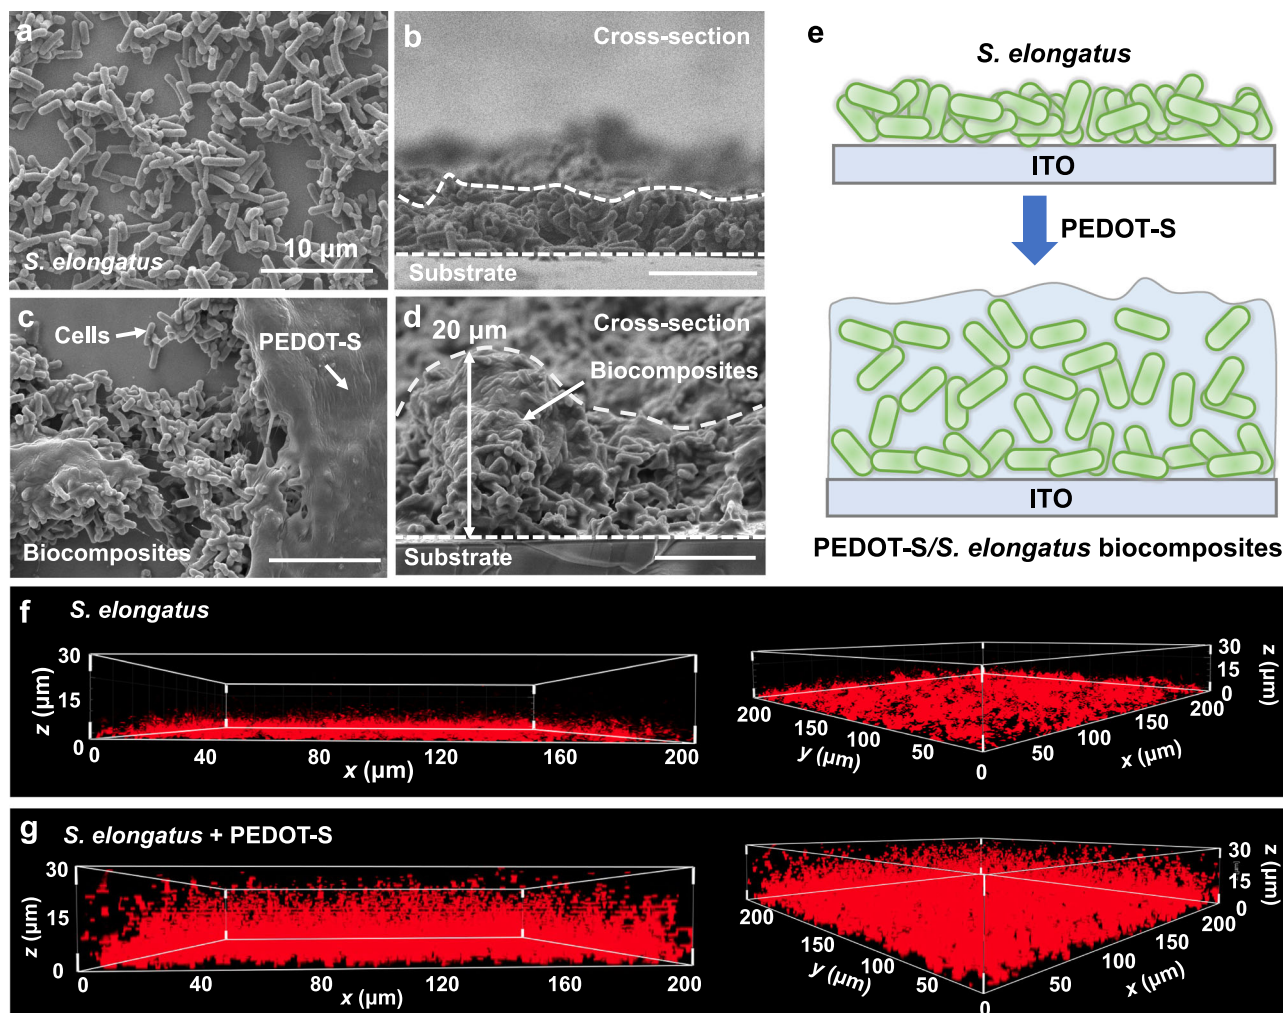 a
S. elongatus
10 μm
b
Cross-section
Substrate
c
Cells
PEDOT-S
Biocomposites
d
20 μm
Cross-section
Biocomposites
Substrate
e
S. elongatus
ITO
PEDOT-S
ITO
PEDOT-S/S. elongatus biocomposites
f
S. elongatus
30
15
0
z (μm)
0
40
80
120
160
200
x (μm)
30
15
0
z (μm)
200
150
100
50
0
y (μm)
50
100
150
200
x (μm)
g
S. elongatus + PEDOT-S
30
15
0
z (μm)
0
40
80
120
160
200
x (μm)
30
15
0
z (μm)
200
150
100
50
0
y (μm)
50
100
150
200
x (μm)